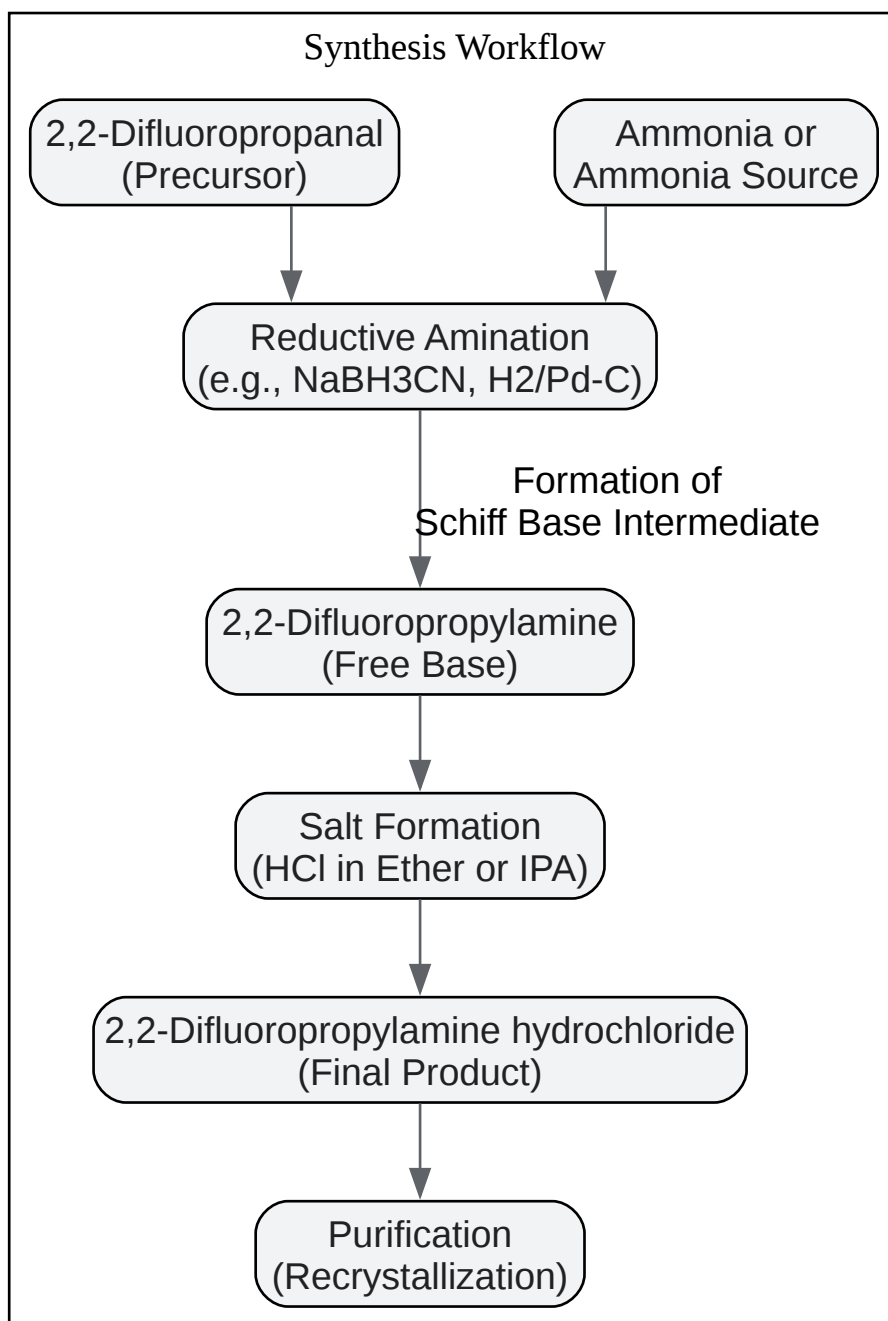 Synthesis Workflow
2,2-Difluoropropanal
(Precursor)
Ammonia or
Ammonia Source
Reductive Amination
(e.g., NaBH3CN, H2/Pd-C)
Formation of
Schiff Base Intermediate
2,2-Difluoropropylamine
(Free Base)
Salt Formation
(HCl in Ether or IPA)
2,2-Difluoropropylamine hydrochloride
(Final Product)
Purification
(Recrystallization)